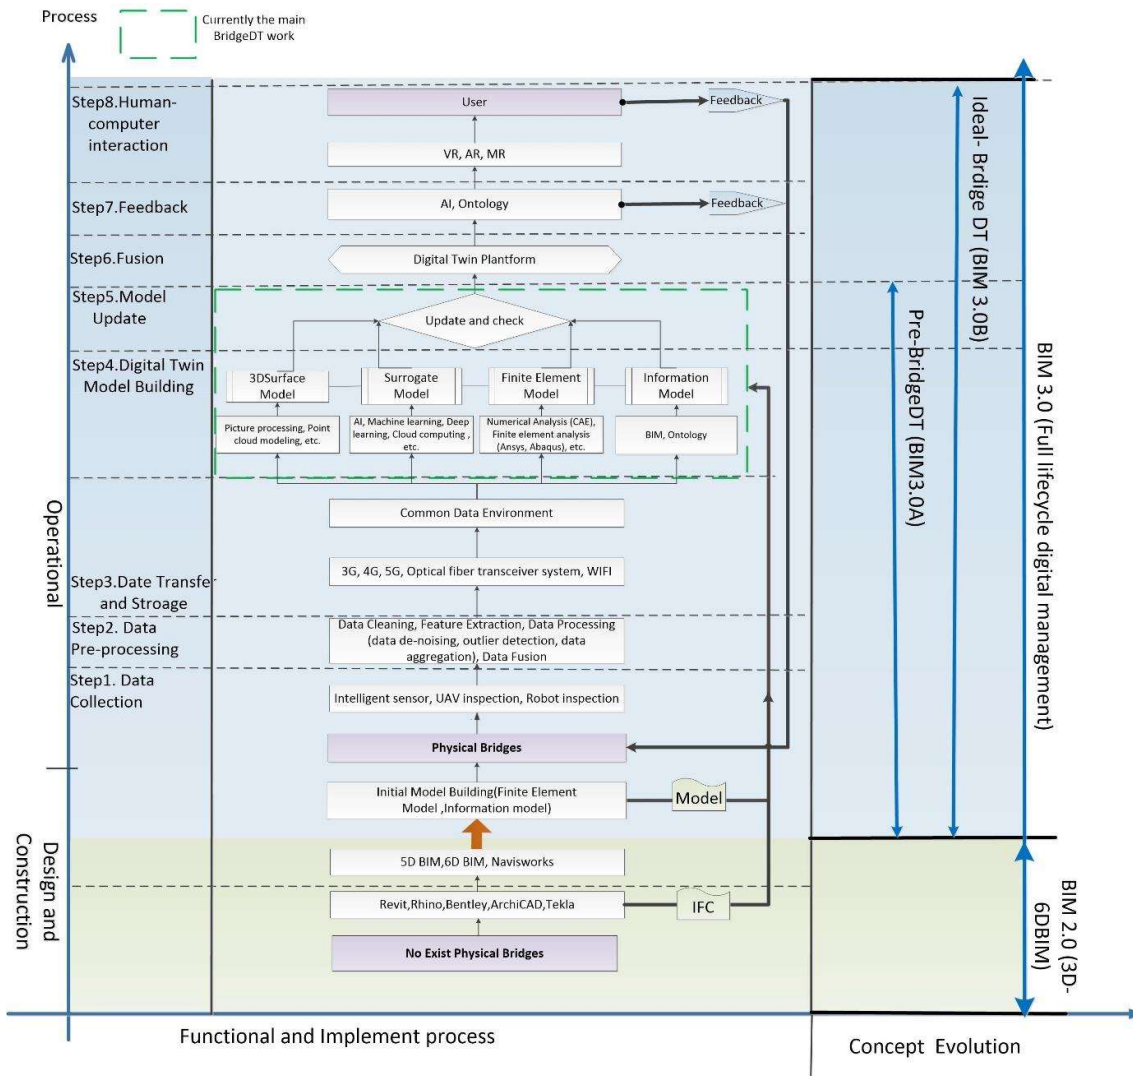 Process
Currently the main
BridgeDT work
Step8.Human-
computer
interaction
User
Feedback
VR, AR, MR
Step7.Feedback
AI, Ontology
Feedback
Step6.Fusion
Digital Twin Plantform
Step5.Model
Update
Update and check
Step4.Digital Twin
Model Building
3DSurface
Model
Surrogate
Model
Finite Element
Model
Information
Model
Picture processing, Point
cloud modeling, etc.
AI, Machine learning, Deep
learning, Cloud computing ,
etc.
Numerical Analysis (CAE),
Finite element analysis
(Ansys, Abaqus), etc.
BIM, Ontology
Common Data Environment
Operational
Step3.Date Transfer
and Stroage
3G, 4G, 5G, Optical fiber transceiver system, WIFI
Step2. Data
Pre-processing
Data Cleaning, Feature Extraction, Data Processing
(data de-noising, outlier detection, data
aggregation), Data Fusion
Step1. Data
Collection
Intelligent sensor, UAV inspection, Robot inspection
Physical Bridges
Initial Model Building(Finite Element
Model ,Information model)
Model
Design and
Construction
5D BIM,6D BIM, Navisworks
Revit,Rhino,Bentley,ArchiCAD,Tekla
IFC
No Exist Physical Bridges
Pre-BridgeDT (BIM3.0A)
Ideal- Brdige DT (BIM 3.0B)
BIM 3.0 (Full lifecycle digital management)
BIM 2.0 (3D-
6DBIM)
Functional and Implement process
Concept Evolution